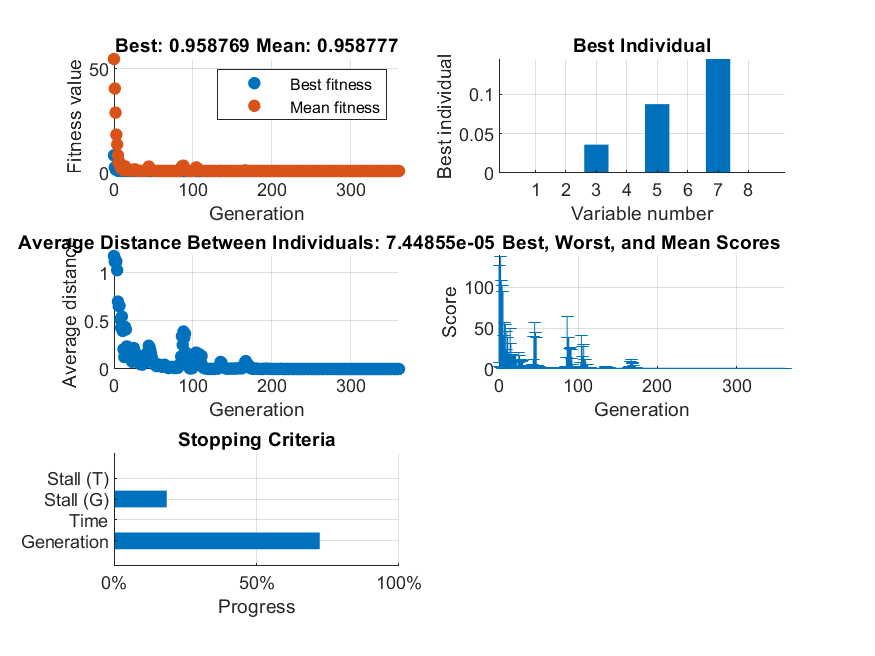 Best: 0.958769 Mean: 0.958777
Fitness value
50
0
0
100
200
300
Generation
Best fitness
Mean fitness
Best Individual
Best individual
0.1
0.05
0
1
2
3
4
5
6
7
8
Variable number
Average Distance Between Individuals: 7.44855e-05
Average distance
1
0.5
0
0
100
200
300
Generation
Best, Worst, and Mean Scores
Score
100
50
0
0
100
200
300
Generation
Stopping Criteria
Stall (T)
Stall (G)
Time
Generation
0%
50%
100%
Progress